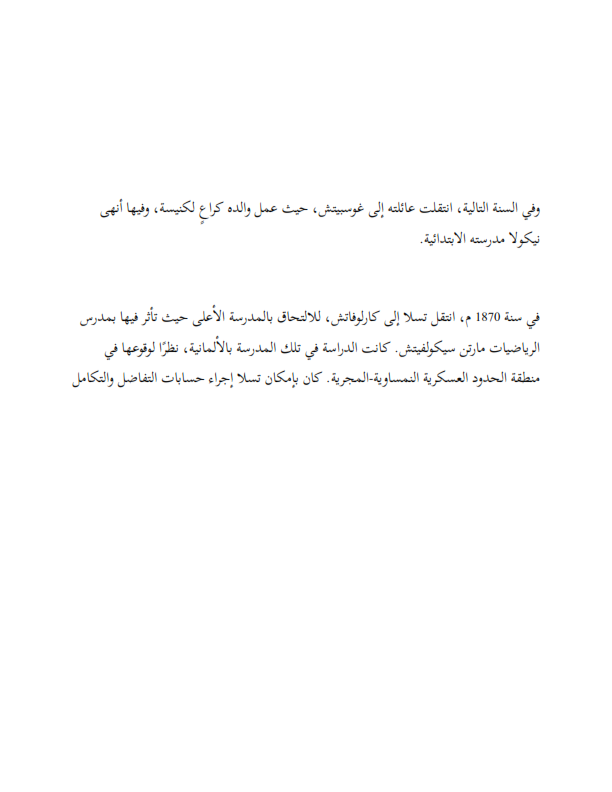 وفي السنة التالية، انتقلت عائلته إلى غوسبيتش، حيث عمل والده كراعٍ لكنيسة، وفيها أنهى
نيكولا مدرسته الابتدائية.
في سنة 1870 م، انتقل تسلا إلى كارلوفاتش، للالتحاق بالمدرسة الأعلى حيث تأثر فيها بمدرس
الرياضيات مارتن سيكولفيتش. كانت الدراسة في تلك المدرسة بالألمانية، نظرًا لوقوعها في
منطقة الحدود العسكرية النمساوية-المجرية. كان بإمكان تسلا إجراء حسابات التفاضل والتكامل